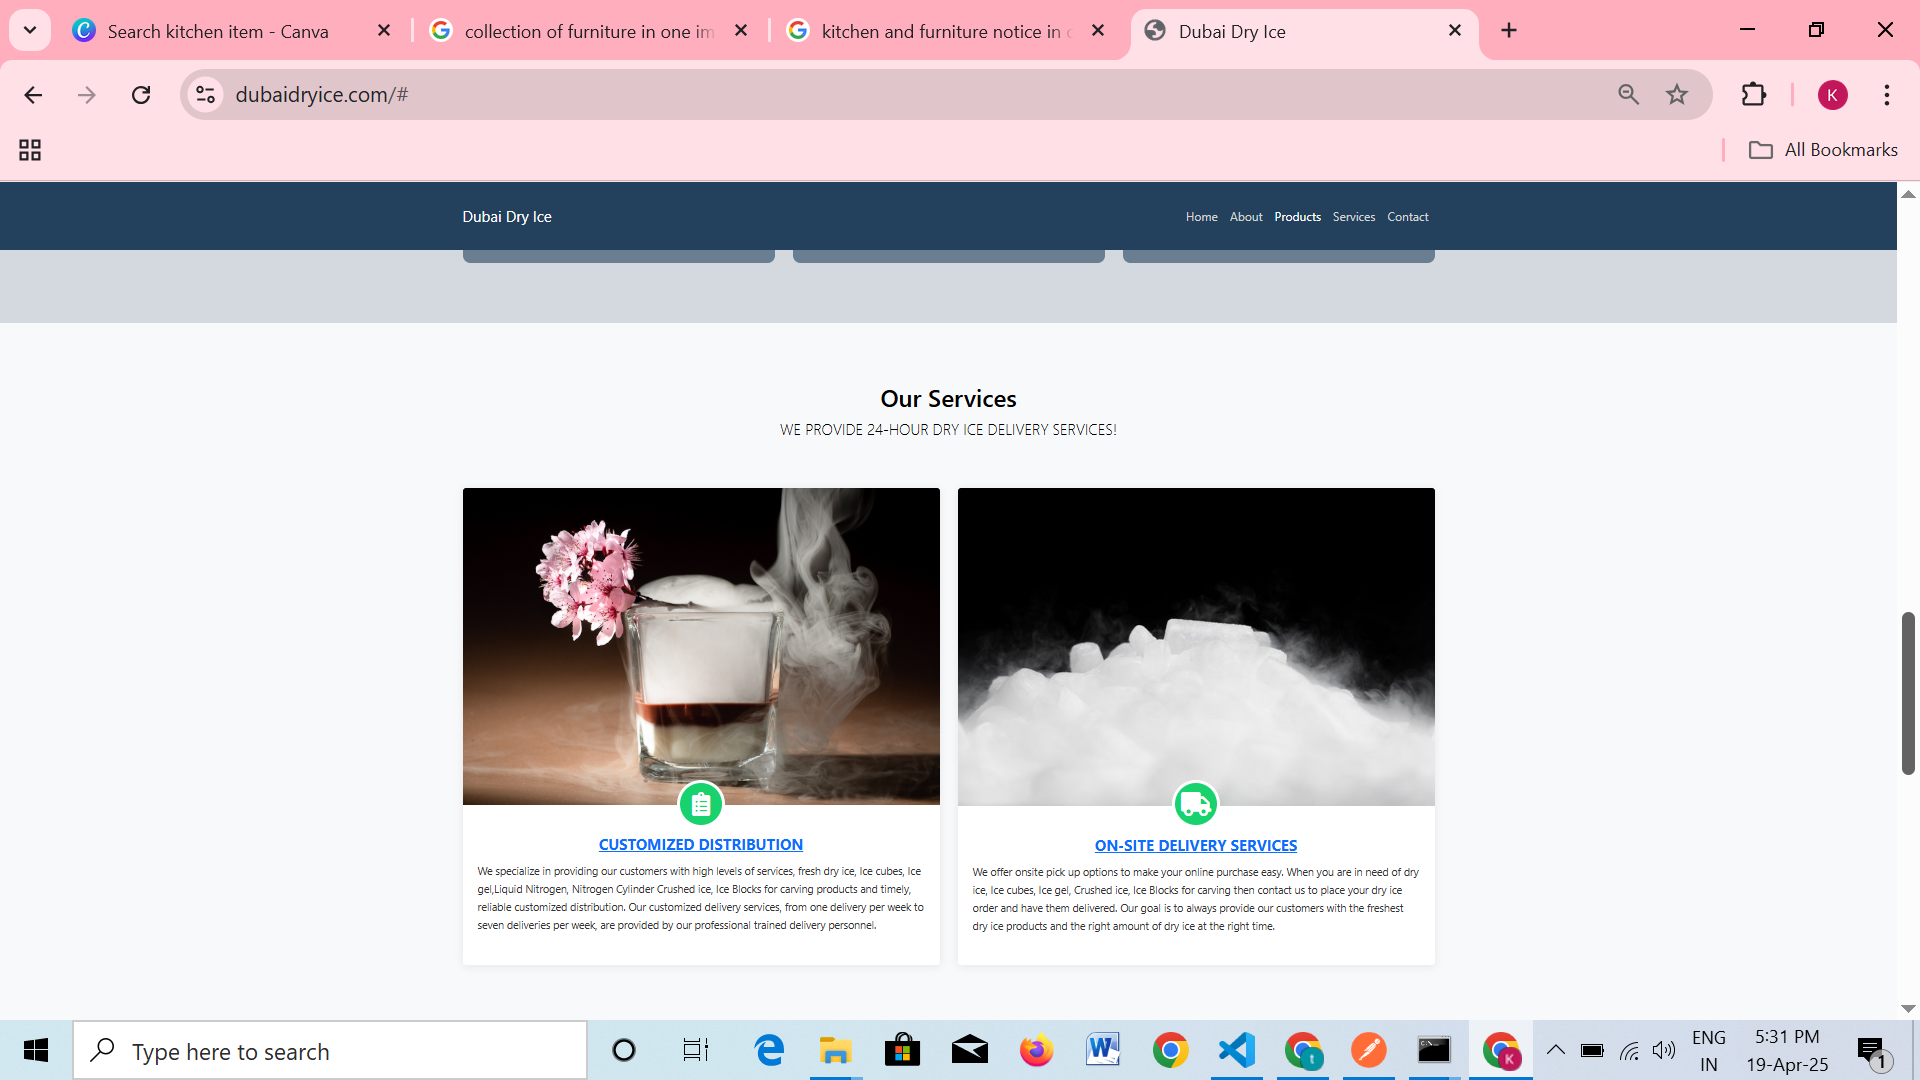 Search kitchen item - Canva
collection of furniture in one im
kitchen and furniture notice in
Dubai Dry Ice
dubaidryice.com/#
K
All Bookmarks
Dubai Dry Ice
Home About Products Services Contact
Our Services
WE PROVIDE 24-HOUR DRY ICE DELIVERY SERVICES!
CUSTOMIZED DISTRIBUTION
We specialize in providing our customers with high levels of services, fresh dry ice, Ice cubes, Ice
gel,Liquid Nitrogen, Nitrogen Cylinder Crushed ice, Ice Blocks for carving products and timely,
reliable customized distribution. Our customized delivery services, from one delivery per week to
seven deliveries per week, are provided by our professional trained delivery personnel.
ON-SITE DELIVERY SERVICES
We offer onsite pick up options to make your online purchase easy. When you are in need of dry
ice, Ice cubes, Ice gel, Crushed ice, Ice Blocks for carving then contact us to place your dry ice
order and have them delivered. Our goal is to always provide our customers with the freshest
dry ice products and the right amount of dry ice at the right time.
Type here to search
t
K
ENG
IN
5:31 PM
19-Apr-25
1